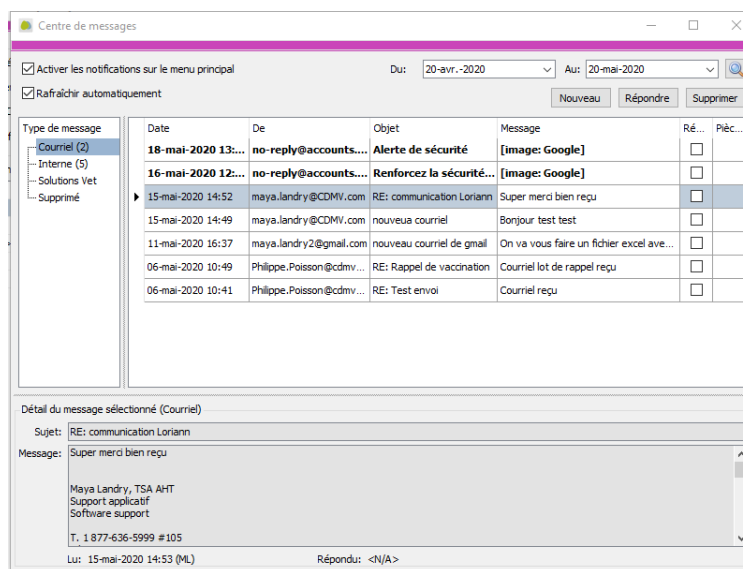 Centre de messages
Activer les notifications sur le menu principal Du: 20-avr.-2020 Au: 20-mai-2020
Rafraîchir automatiquement Nouveau Répondre Supprimer
Type de message
Courriel (2)
Interne (5)
Solutions Vet
Supprimé
Date De Objet Message Ré... Pièc...
18-mai-2020 13:... no-reply@accounts.... Alerte de sécurité [image: Google]
16-mai-2020 12:... no-reply@accounts.... Renforcez la sécurité... [image: Google]
15-mai-2020 14:52 maya.landry@CDMV.com RE: communication Loriann Super merci bien reçu
15-mai-2020 14:49 maya.landry@CDMV.com nouveua courriel Bonjour test test
11-mai-2020 16:37 maya.landry2@gmail.com nouveau courriel de gmail On va vous faire un fichier excel ave...
06-mai-2020 10:49 Philippe.Poisson@cdmv... RE: Rappel de vaccination Courriel lot de rappel reçu
06-mai-2020 10:41 Philippe.Poisson@cdmv... RE: Test envoi Courriel reçu
Détail du message sélectionné (Courriel)
Sujet: RE: communication Loriann
Message: Super merci bien reçu
Maya Landry, TSA AHT
Support applicatif
Software support
T. 1 877-636-5999 #105
Lu: 15-mai-2020 14:53 (ML) Répondu: <N/A>